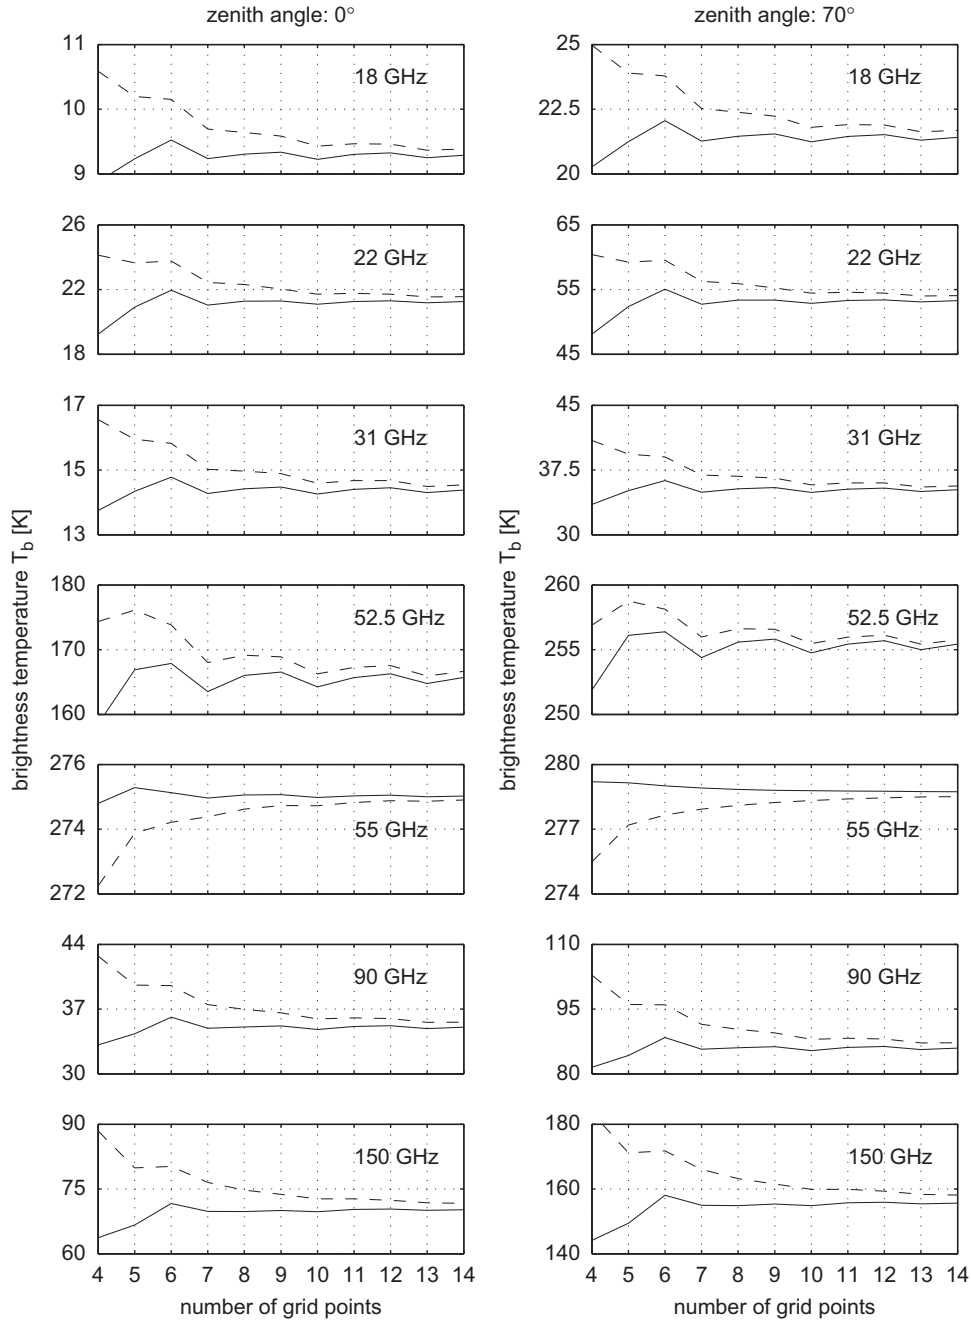 zenith angle: 0°
11
10
9
18 GHz
26
22
18
22 GHz
17
15
13
31 GHz
180
170
160
52.5 GHz
276
274
272
55 GHz
44
37
30
90 GHz
90
75
60
150 GHz
4 5 6 7 8 9 10 11 12 13 14
number of grid points
brightness temperature T_b [K]
zenith angle: 70°
25
22.5
20
18 GHz
65
55
45
22 GHz
45
37.5
30
31 GHz
260
255
250
52.5 GHz
280
277
274
55 GHz
110
95
80
90 GHz
180
160
140
150 GHz
4 5 6 7 8 9 10 11 12 13 14
number of grid points
brightness temperature T_b [K]